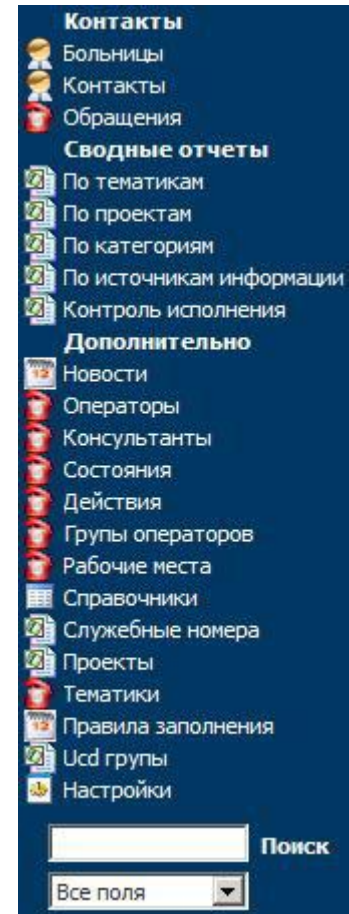 Контакты
Больницы
Контакты
Обращения
Сводные отчеты
По тематикам
По проектам
По категориям
По источникам информации
Контроль исполнения
Дополнительно
Новости
Операторы
Консультанты
Состояния
Действия
Групы операторов
Рабочие места
Справочники
Служебные номера
Проекты
Тематики
Правила заполнения
Ucd групы
Настройки
Поиск
Все поля